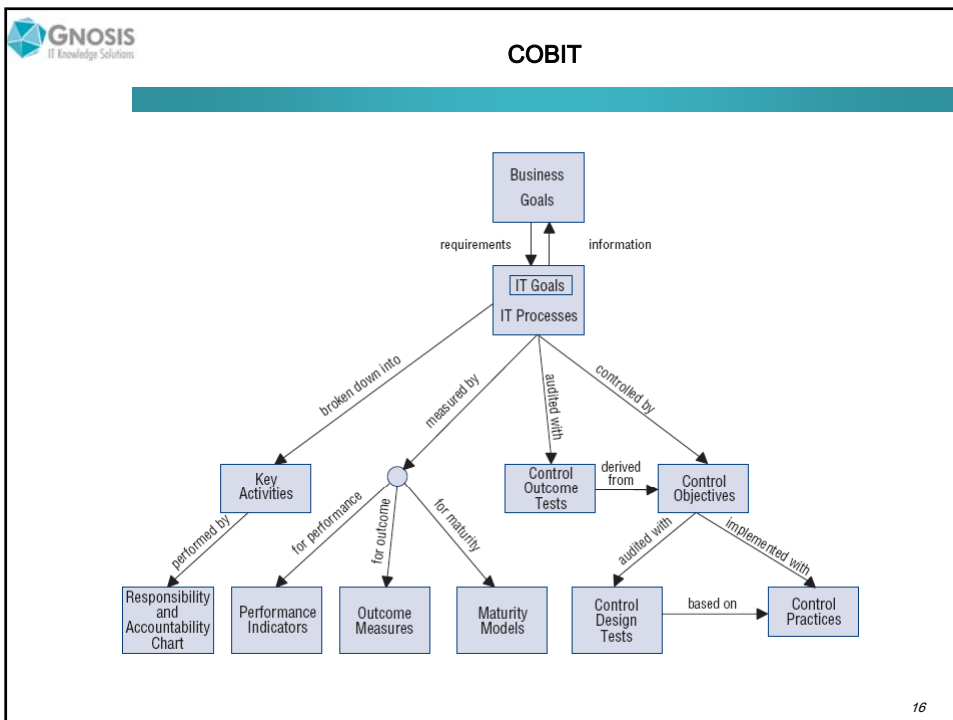 GNOSIS
IT Knowledge Solutions
COBIT
Business
Goals
requirements
information
IT Goals
IT Processes
broken down into
measured by
audited with
controlled by
Key
Activities
Control
Outcome
Tests
derived
from
Control
Objectives
performed by
for performance
for outcome
for maturity
audited with
implemented with
Responsibility
and
Accountability
Chart
Performance
Indicators
Outcome
Measures
Maturity
Models
Control
Design
Tests
based on
Control
Practices
16